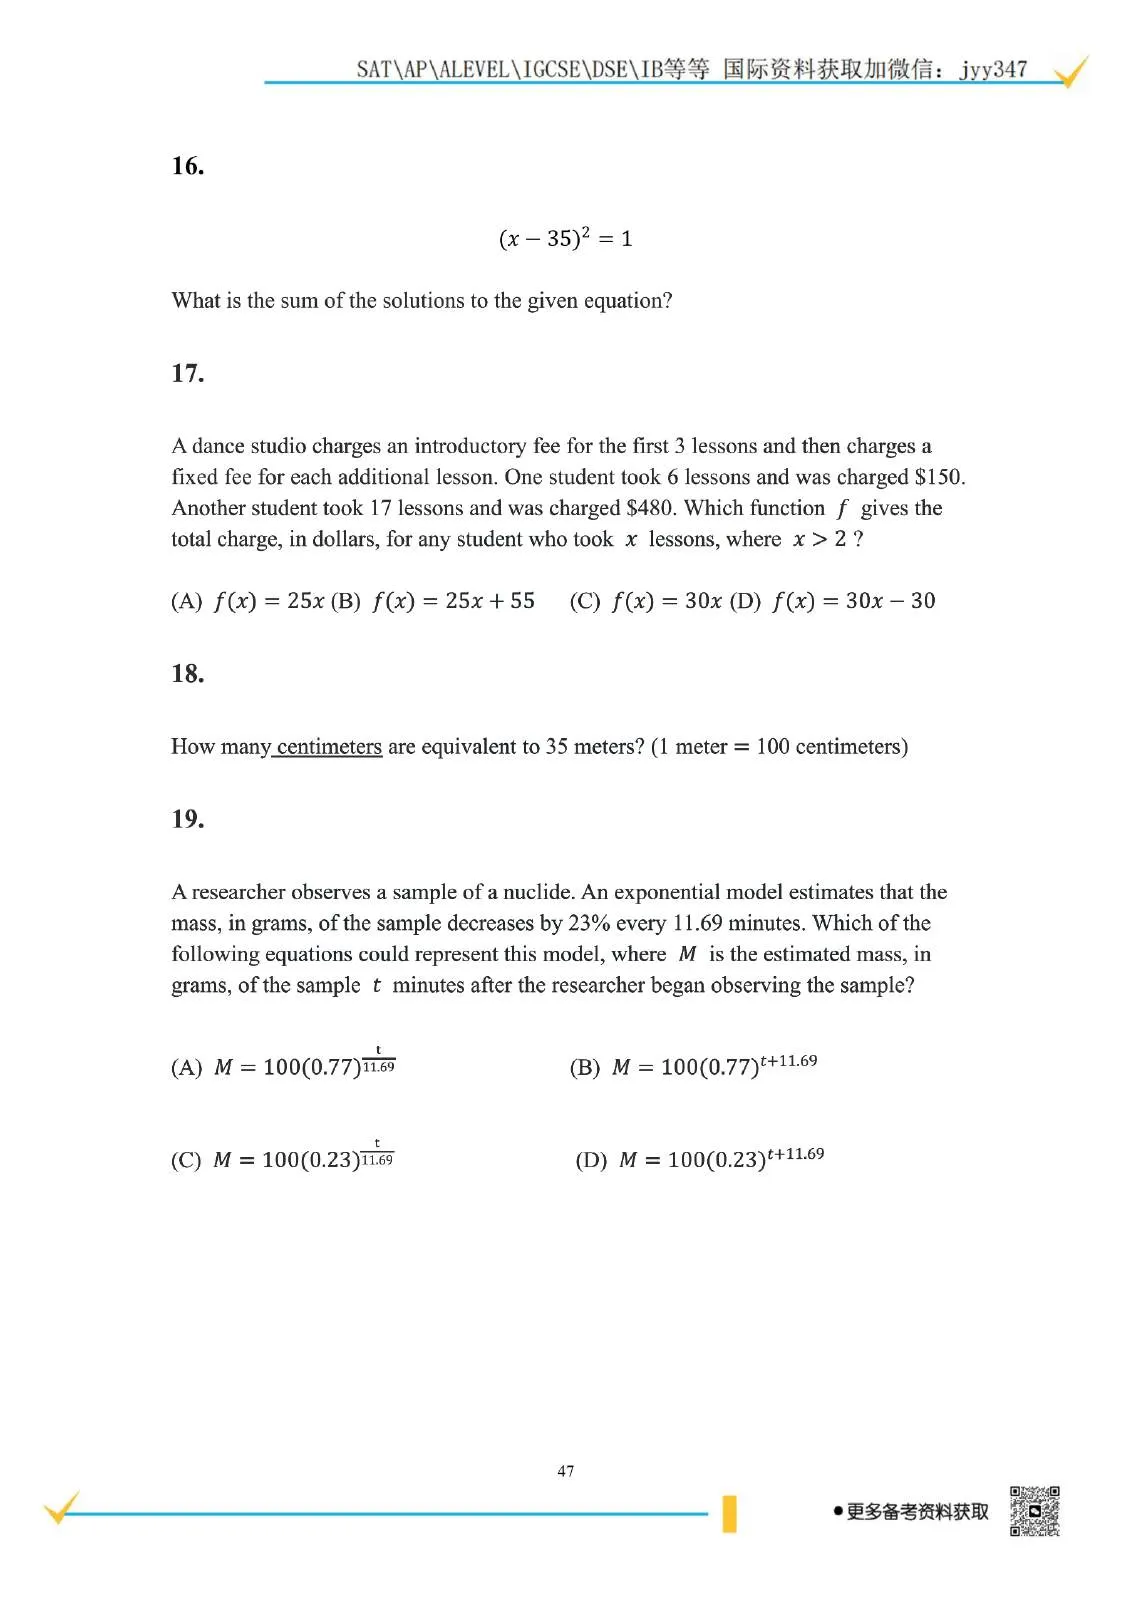 SAT\AP\ALEVEL\IGCSE\DSE\IB等等 国际资料获取加微信：jyy347
16.
(x − 35)² = 1
What is the sum of the solutions to the given equation?
17.
A dance studio charges an introductory fee for the first 3 lessons and then charges a
fixed fee for each additional lesson. One student took 6 lessons and was charged $150.
Another student took 17 lessons and was charged $480. Which function f gives the
total charge, in dollars, for any student who took x lessons, where x > 2 ?
(A) f(x) = 25x (B) f(x) = 25x + 55 (C) f(x) = 30x (D) f(x) = 30x − 30
18.
How many centimeters are equivalent to 35 meters? (1 meter = 100 centimeters)
19.
A researcher observes a sample of a nuclide. An exponential model estimates that the
mass, in grams, of the sample decreases by 23% every 11.69 minutes. Which of the
following equations could represent this model, where M is the estimated mass, in
grams, of the sample t minutes after the researcher began observing the sample?
(A) M = 100(0.77)^(t/11.69) (B) M = 100(0.77)^(t+11.69)
(C) M = 100(0.23)^(t/11.69) (D) M = 100(0.23)^(t+11.69)
47
●更多备考资料获取